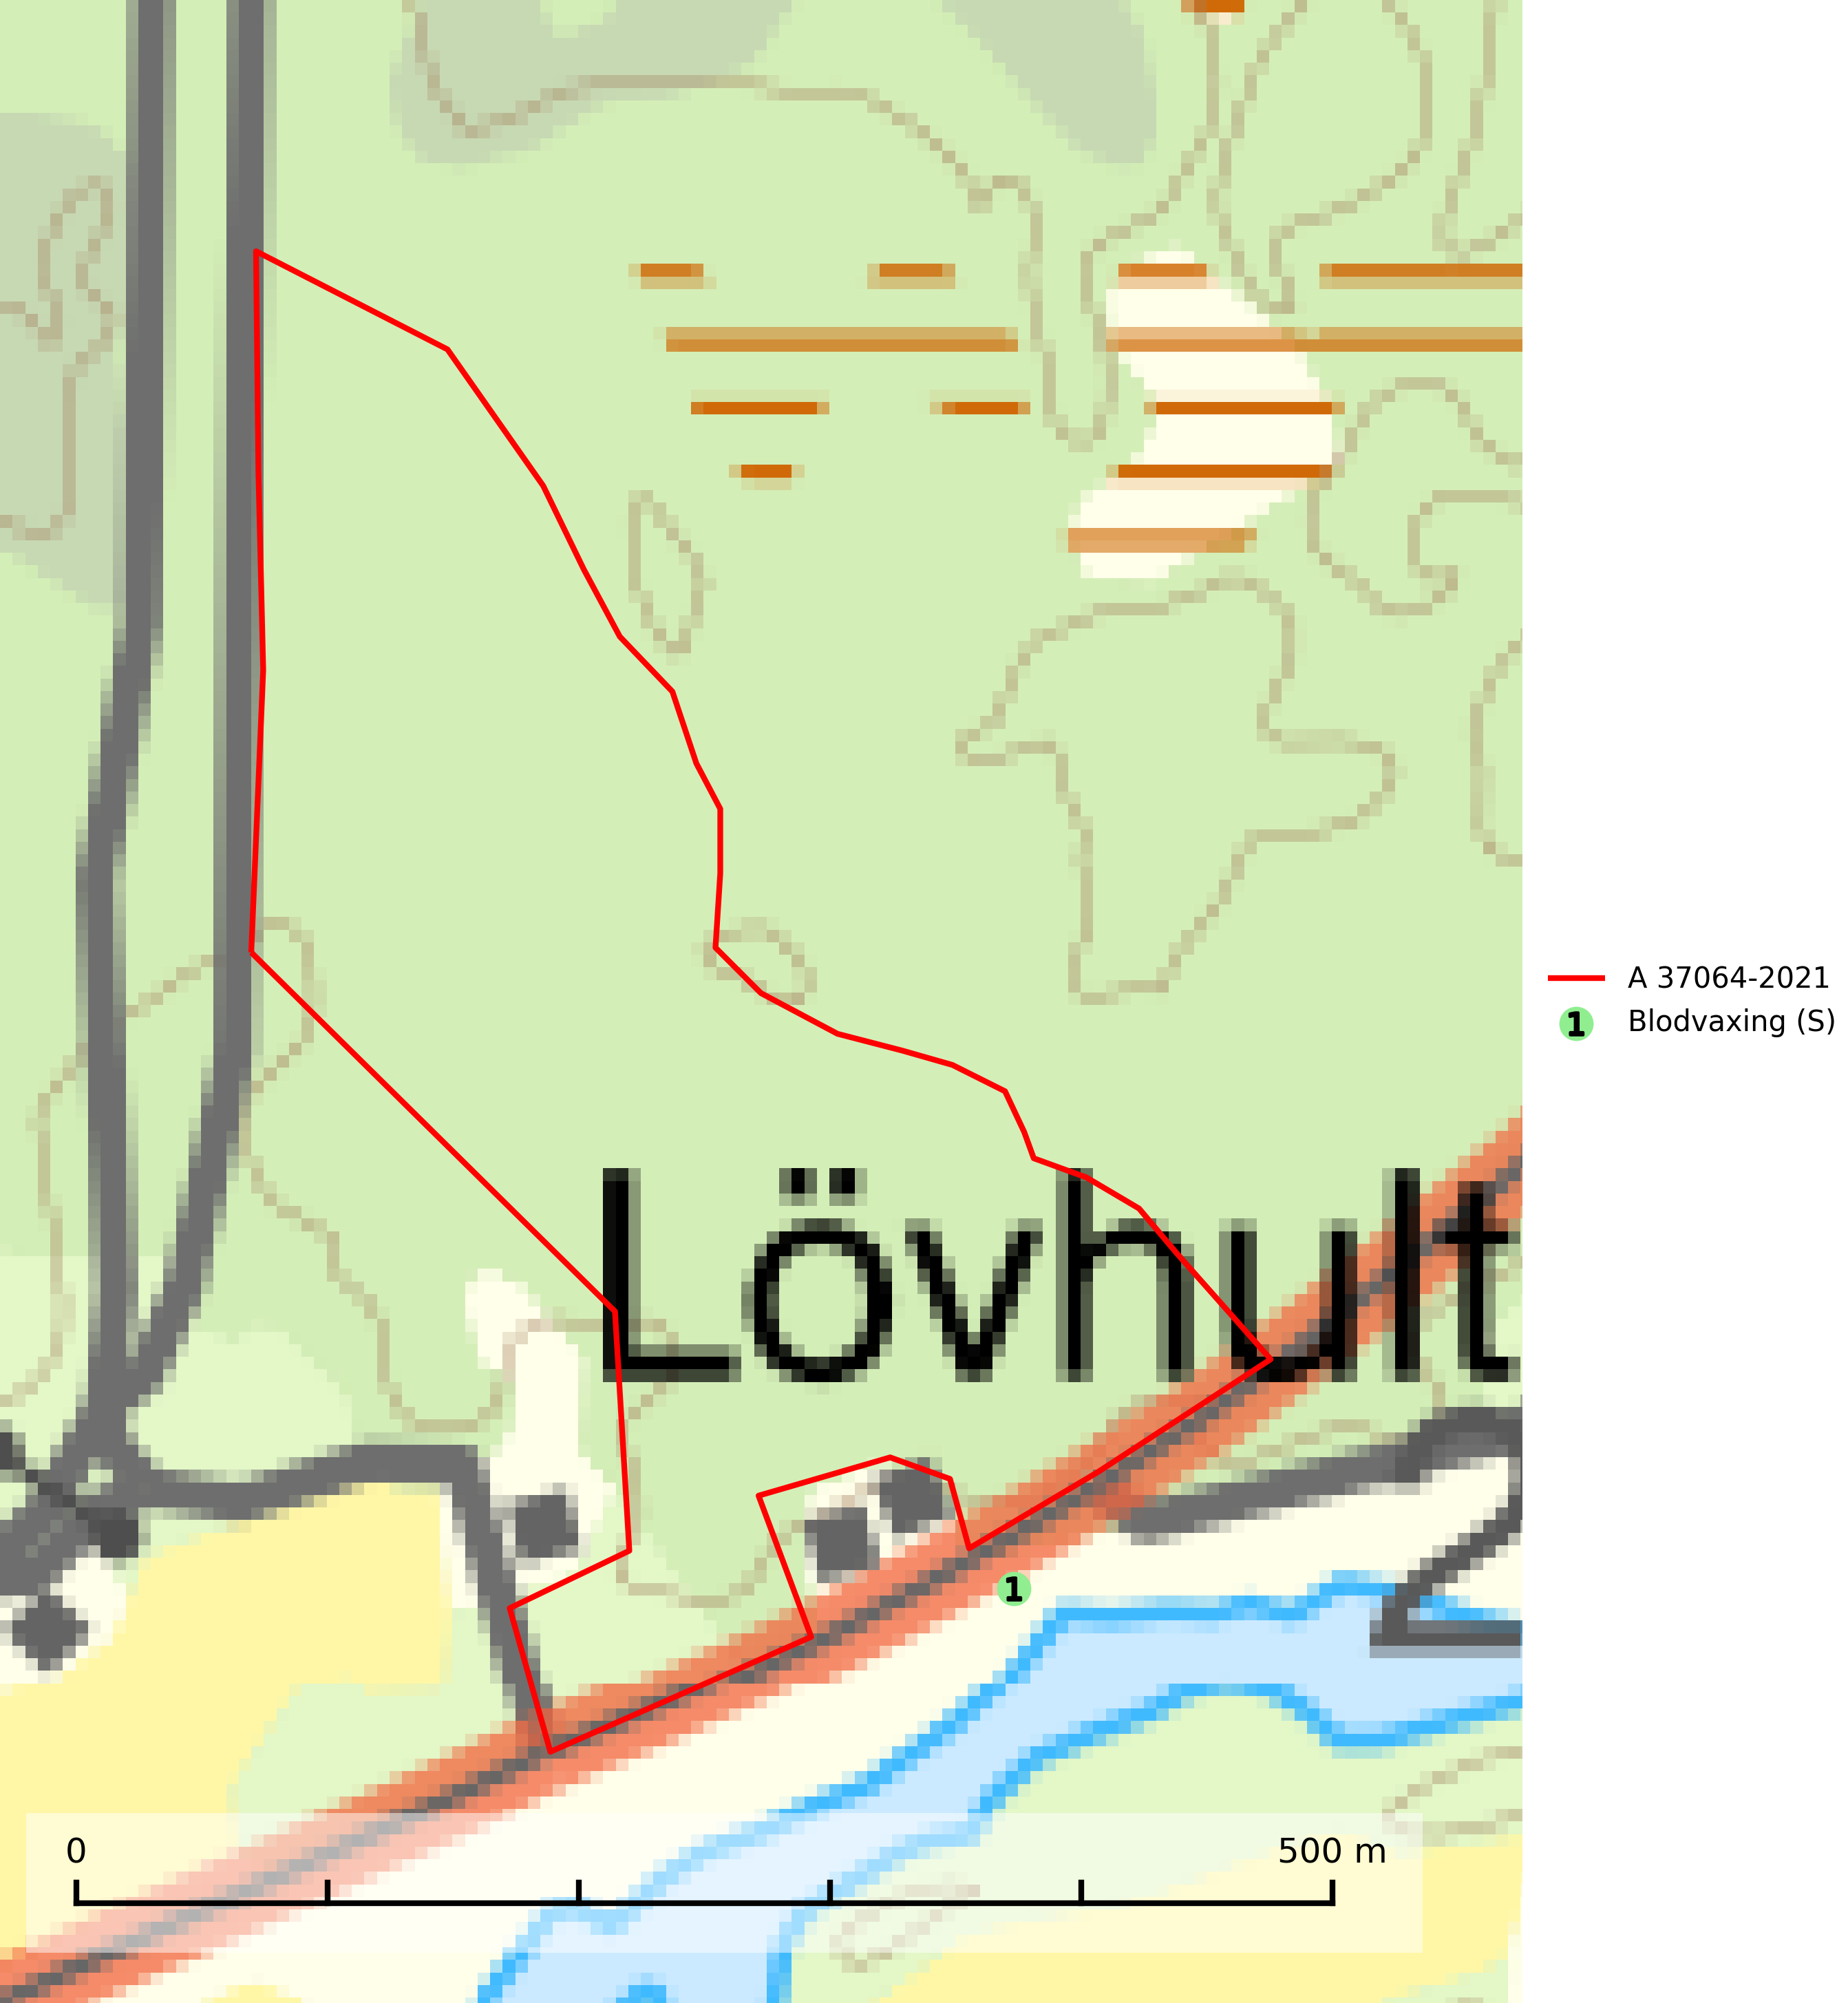 A 37064-2021
1 Blodvaxing (S)
Lövhult
1
0 500 m